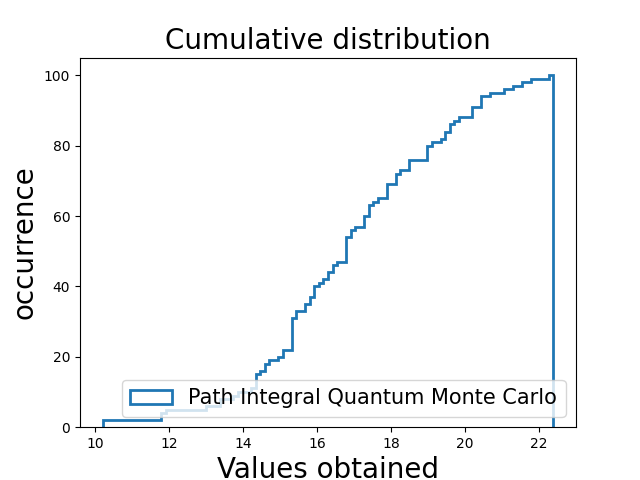 Cumulative distribution
occurrence
100
80
60
40
20
0
Path Integral Quantum Monte Carlo
10 12 14 16 18 20 22
Values obtained